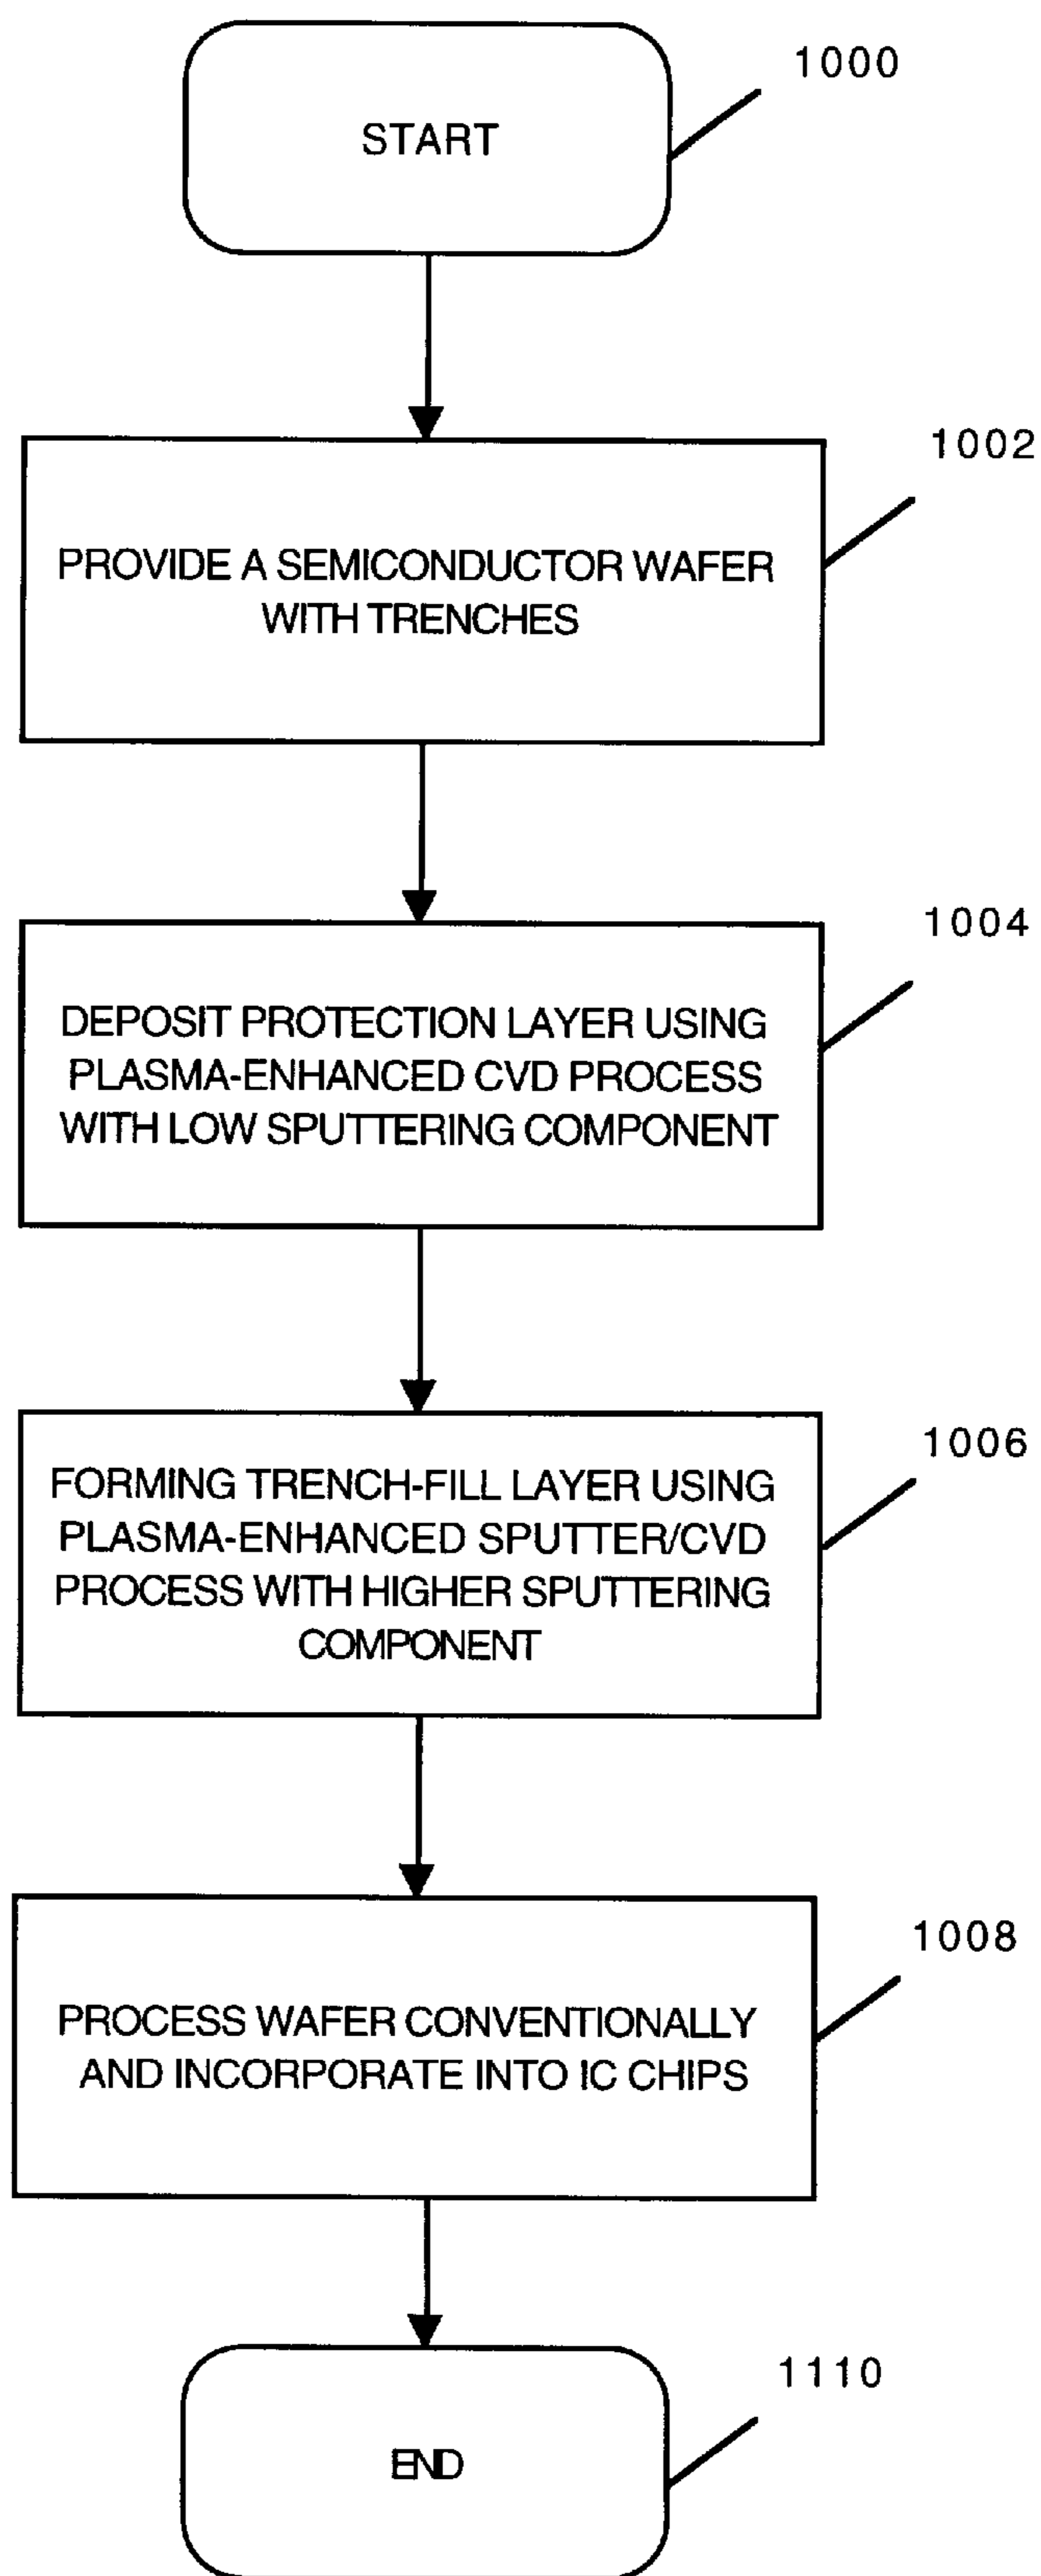 1000
START
1002
PROVIDE A SEMICONDUCTOR WAFER
WITH TRENCHES
1004
DEPOSIT PROTECTION LAYER USING
PLASMA-ENHANCED CVD PROCESS
WITH LOW SPUTTERING COMPONENT
1006
FORMING TRENCH-FILL LAYER USING
PLASMA-ENHANCED SPUTTER/CVD
PROCESS WITH HIGHER SPUTTERING
COMPONENT
1008
PROCESS WAFER CONVENTIONALLY
AND INCORPORATE INTO IC CHIPS
1110
END